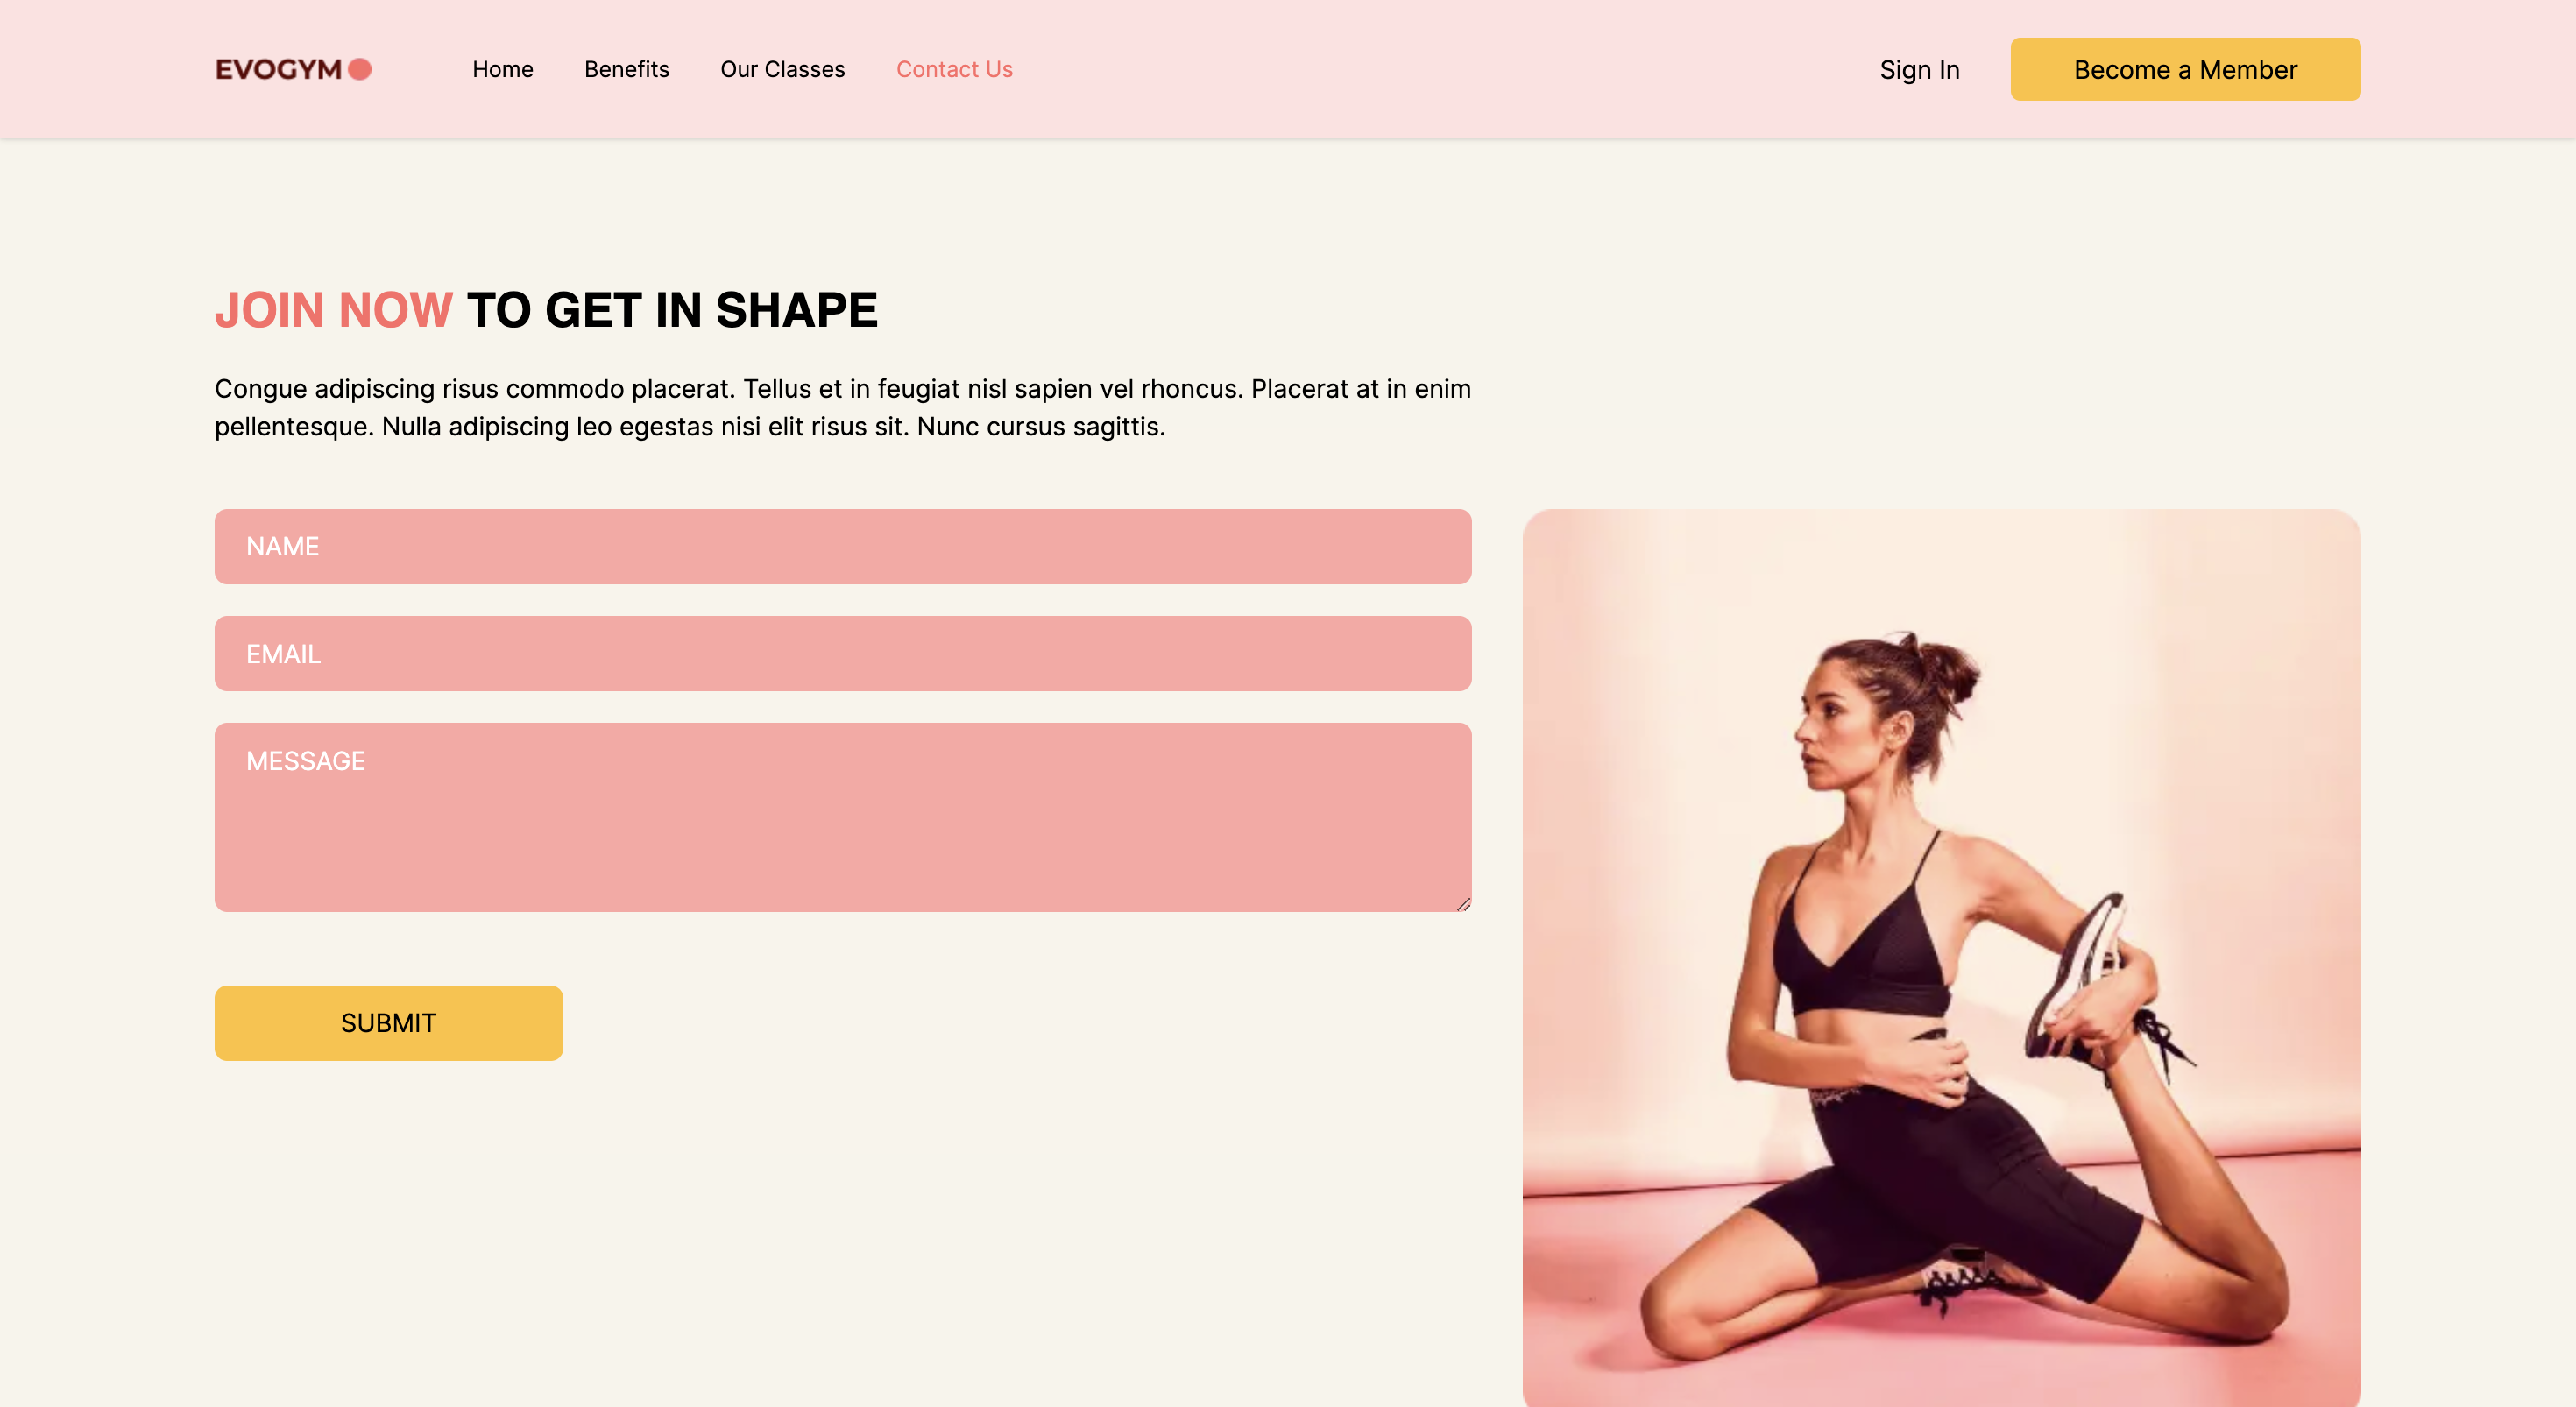 EVOGYM
Home
Benefits
Our Classes
Contact Us
Sign In
Become a Member
JOIN NOW TO GET IN SHAPE
Congue adipiscing risus commodo placerat. Tellus et in feugiat nisl sapien vel rhoncus. Placerat at in enim
pellentesque. Nulla adipiscing leo egestas nisi elit risus sit. Nunc cursus sagittis.
NAME
EMAIL
MESSAGE
SUBMIT